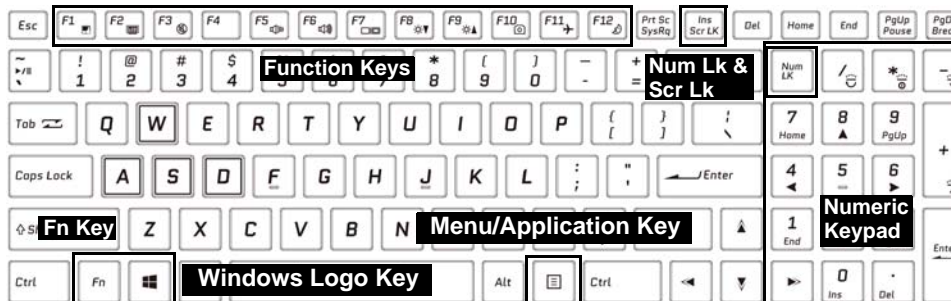 Esc F1 F2 F3 F4 F5 F6 F7 F8 F9 F10 F11 F12 Prt Sc Ins Del Home End PgUp
SysRq Scr LK Pause
~ ! @ # $ * ( ) — + Num
` 1 2 3 4 8 9 0 - = LK / *
Function Keys
Num Lk &
Scr Lk
Tab Q W E R T Y U I O P { [ } ] ¦ \ 7 Home 8 9 PgUp +
Caps Lock A S D F G H J K L : ; " ' Enter 4 5 6
Fn Key Z X C V B N Menu/Application Key 1 End Numeric
Keypad
Ctrl Fn Windows Logo Key Alt Ctrl 0 Ins . Del